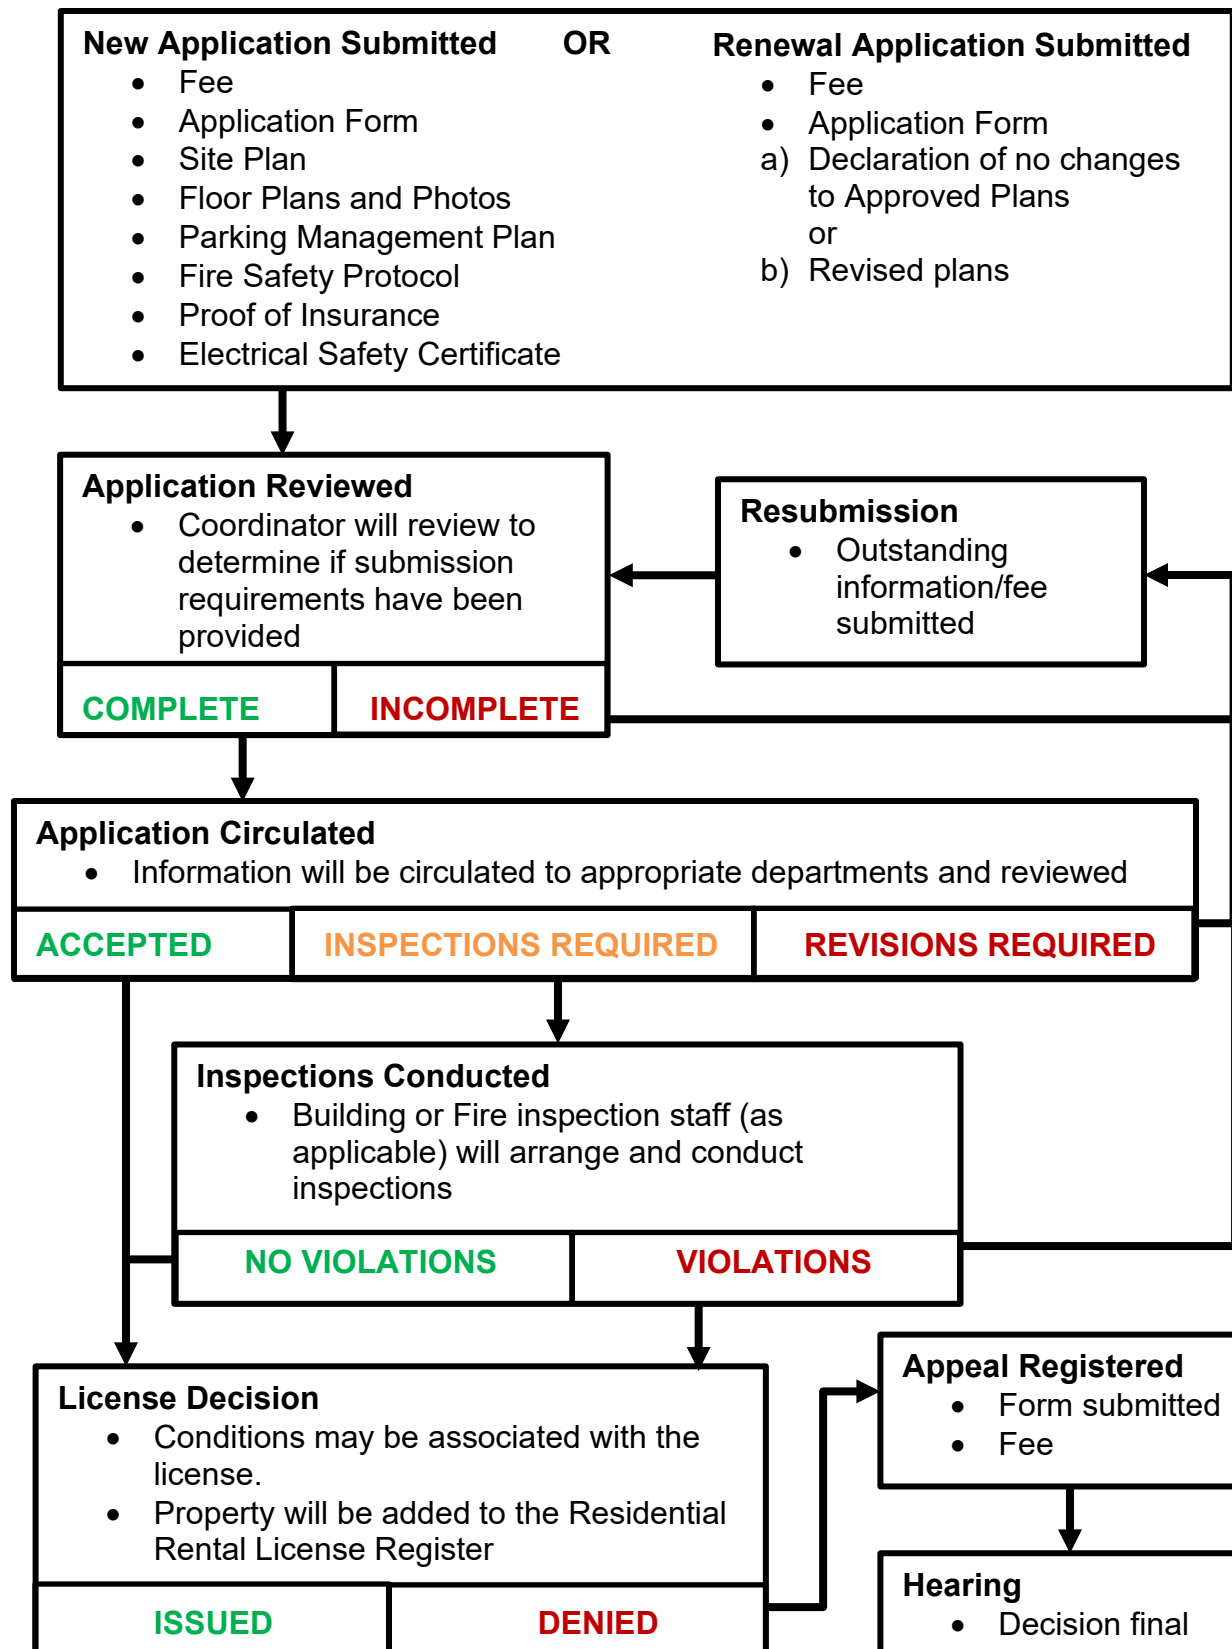 New Application Submitted OR
• Fee
• Application Form
• Site Plan
• Floor Plans and Photos
• Parking Management Plan
• Fire Safety Protocol
• Proof of Insurance
• Electrical Safety Certificate
Renewal Application Submitted
• Fee
• Application Form
a) Declaration of no changes
to Approved Plans
or
b) Revised plans
Application Reviewed
• Coordinator will review to
determine if submission
requirements have been
provided
COMPLETE
INCOMPLETE
Resubmission
• Outstanding
information/fee
submitted
Application Circulated
• Information will be circulated to appropriate departments and reviewed
ACCEPTED
INSPECTIONS REQUIRED
REVISIONS REQUIRED
Inspections Conducted
• Building or Fire inspection staff (as
applicable) will arrange and conduct
inspections
NO VIOLATIONS
VIOLATIONS
License Decision
• Conditions may be associated with the
license.
• Property will be added to the Residential
Rental License Register
ISSUED
DENIED
Appeal Registered
• Form submitted
• Fee
Hearing
• Decision final